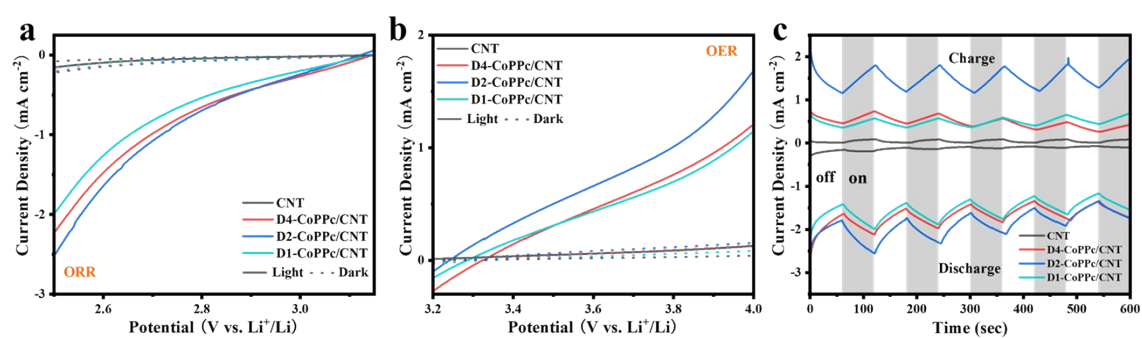 a
Current Density (mA cm⁻²)
0
-1
-2
-3
2.6
2.8
3.0
Potential (V vs. Li⁺/Li)
CNT
D4-CoPPc/CNT
D2-CoPPc/CNT
D1-CoPPc/CNT
Light
Dark
ORR
b
Current Density (mA cm⁻²)
2
1
0
3.2
3.4
3.6
3.8
4.0
Potential (V vs. Li⁺/Li)
OER
CNT
D4-CoPPc/CNT
D2-CoPPc/CNT
D1-CoPPc/CNT
Light
Dark
c
Current Density (mA cm⁻²)
2
1
0
-1
-2
-3
0
100
200
300
400
500
600
Time (sec)
Charge
off
on
Discharge
CNT
D4-CoPPc/CNT
D2-CoPPc/CNT
D1-CoPPc/CNT